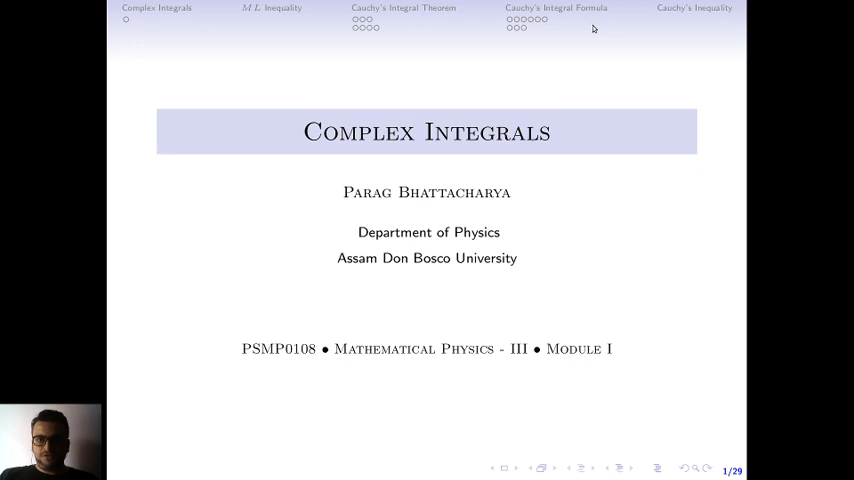 Complex Integrals
ML Inequality
Cauchy's Integral Theorem
Cauchy's Integral Formula
Cauchy's Inequality
Complex Integrals
Parag Bhattacharya
Department of Physics
Assam Don Bosco University
PSMP0108 • Mathematical Physics - III • Module I
1/29